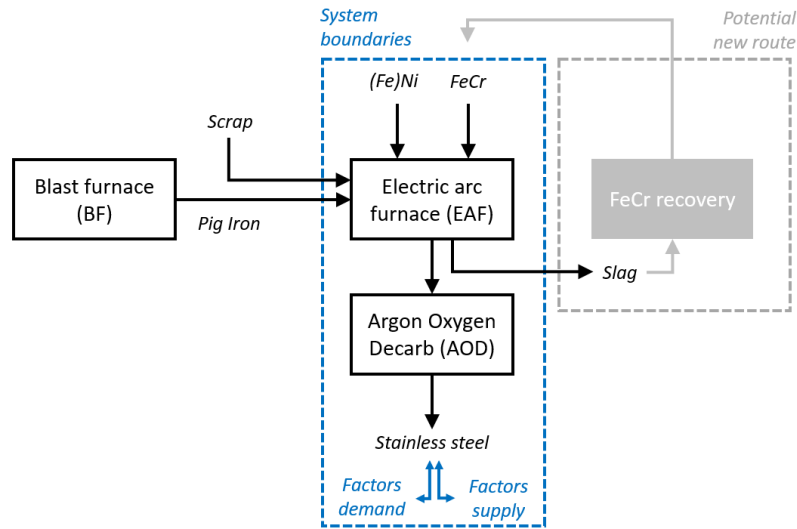 System
boundaries
Potential
new route
(Fe)Ni
FeCr
Scrap
Blast furnace
(BF)
Electric arc
furnace (EAF)
FeCr recovery
Pig Iron
Slag
Argon Oxygen
Decarb (AOD)
Stainless steel
Factors
demand
Factors
supply